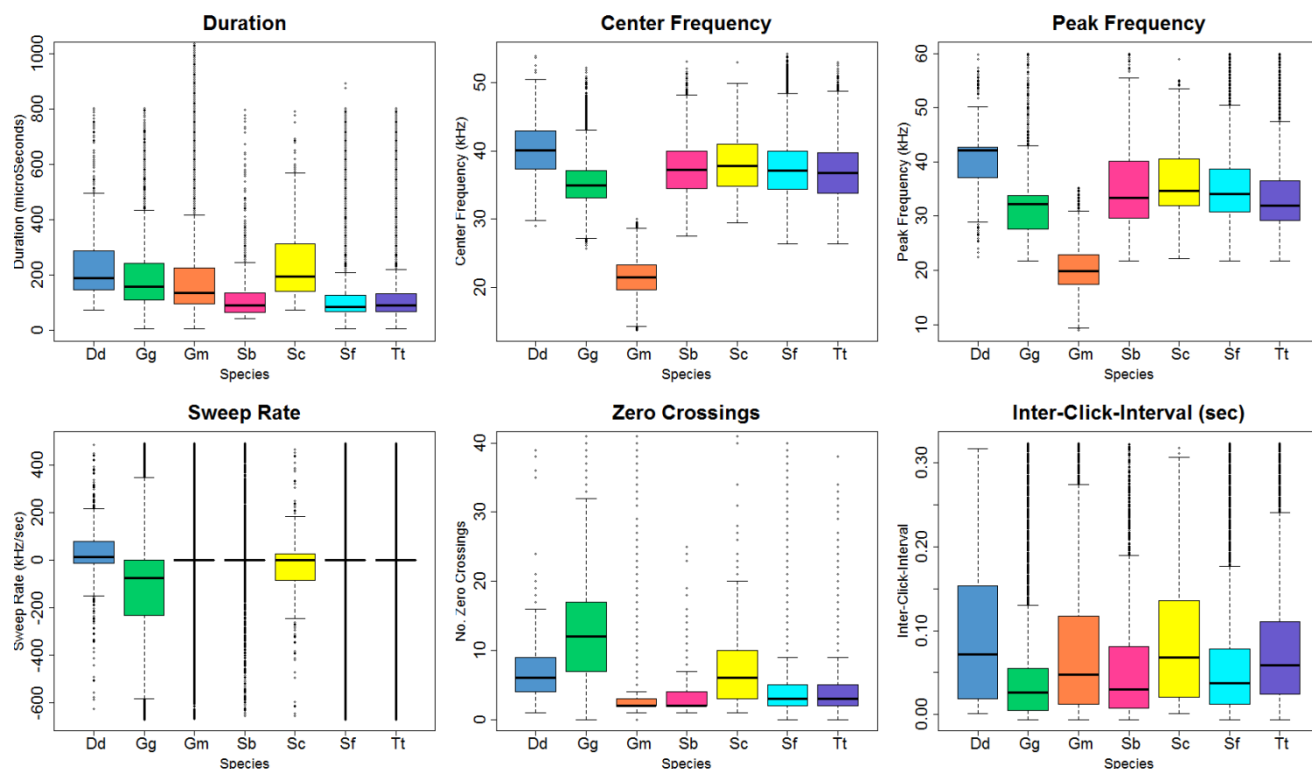 Duration
Duration (microSeconds)
1000
800
600
400
200
0
Dd Gg Gm Sb Sc Sf Tt
Species
Center Frequency
Center Frequency (kHz)
50
40
30
20
Dd Gg Gm Sb Sc Sf Tt
Species
Peak Frequency
Peak Frequency (kHz)
60
50
40
30
20
10
Dd Gg Gm Sb Sc Sf Tt
Species
Sweep Rate
Sweep Rate (kHz/sec)
400
200
0
-200
-400
-600
Dd Gg Gm Sb Sc Sf Tt
Species
Zero Crossings
No. Zero Crossings
40
30
20
10
0
Dd Gg Gm Sb Sc Sf Tt
Species
Inter-Click-Interval (sec)
Inter-Click-Interval
0.30
0.20
0.10
0.00
Dd Gg Gm Sb Sc Sf Tt
Species